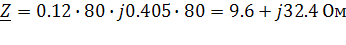 Z = 0.12 · 80 · j0.405 · 80 = 9.6 + j32.4 Ом